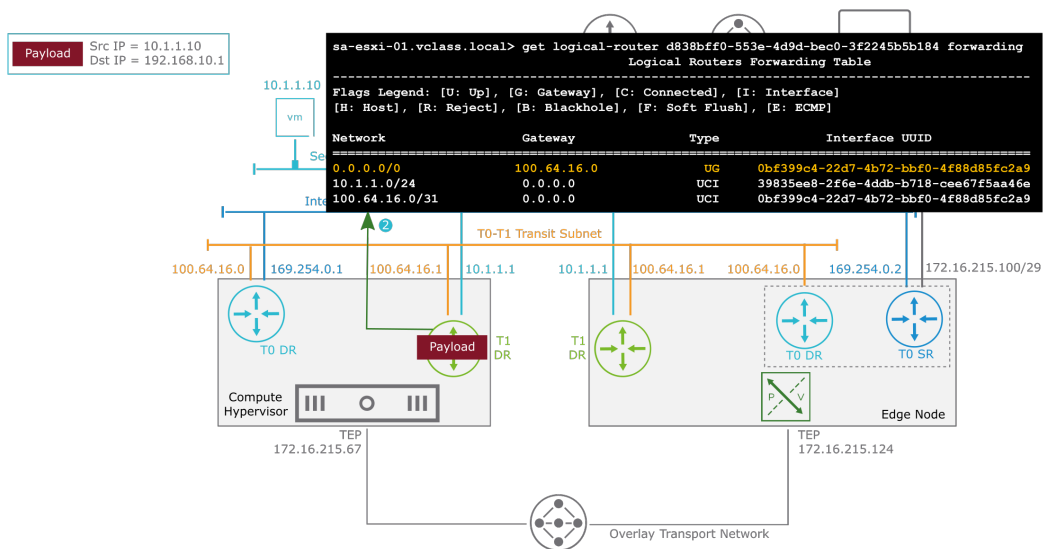 Payload
Src IP = 10.1.1.10
Dst IP = 192.168.10.1
sa-esxi-01.vclass.local> get logical-router d838bff0-553e-4d9d-bec0-3f2245b5b184 forwarding
Logical Routers Forwarding Table
Flags Legend: [U: Up], [G: Gateway], [C: Connected], [I: Interface]
[H: Host], [R: Reject], [B: Blackhole], [F: Soft Flush], [E: ECMP]
Network Gateway Type Interface UUID
0.0.0.0/0 100.64.16.0 UG 0bf399c4-22d7-4b72-bbf0-4f88d85fc2a9
10.1.1.0/24 0.0.0.0 UCI 39835ee8-2f6e-4ddb-b718-cee67f5aa46e
100.64.16.0/31 0.0.0.0 UCI 0bf399c4-22d7-4b72-bbf0-4f88d85fc2a9
10.1.1.10
vm
Se
Inte
2
T0-T1 Transit Subnet
100.64.16.0 169.254.0.1 100.64.16.1 10.1.1.1 10.1.1.1 100.64.16.1 100.64.16.0 169.254.0.2 172.16.215.100/29
T0 DR
Payload
T1
DR
T1
DR
T0 DR
T0 SR
Compute
Hypervisor
P V
Edge Node
TEP
172.16.215.67
TEP
172.16.215.124
Overlay Transport Network